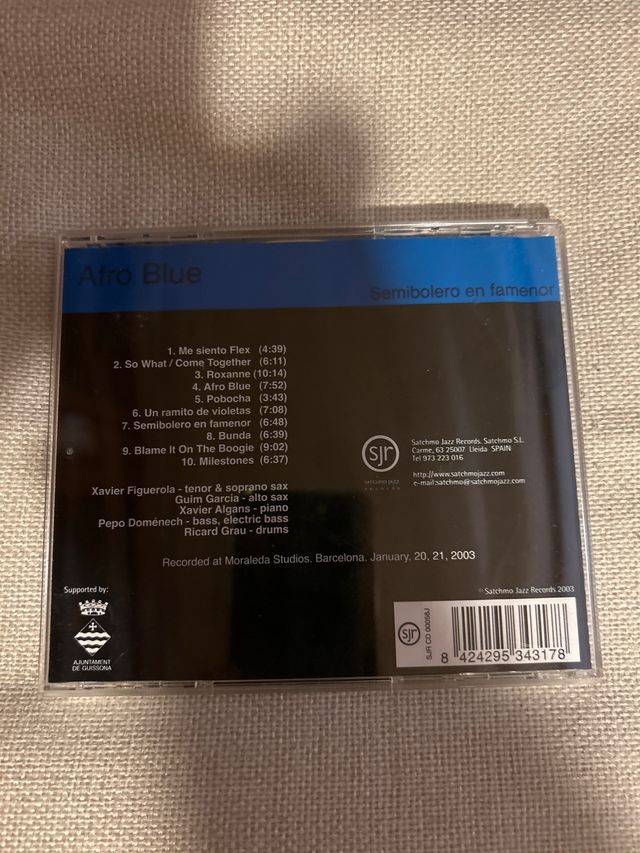 Afro Blue
Semibolero en famenor
1. Me siento Flex (4:39)
2. So What / Come Together (6:11)
3. Roxanne (10:14)
4. Afro Blue (7:52)
5. Pobocha (3:43)
6. Un ramito de violetas (7:08)
7. Semibolero en famenor (6:48)
8. Bunda (6:39)
9. Blame It On The Boogie (9:02)
10. Milestones (6:37)
Xavier Figuerola - tenor & soprano sax
Guim Garcia - alto sax
Xavier Algans - piano
Pepo Doménech - bass, electric bass
Ricard Grau - drums
sjr
SATCHMO JAZZ
records
Satchmo Jazz Records. Satchmo S.L.
Carme, 63 25007 Lleida SPAIN
Tel 973 223 016
http://www.satchmojazz.com
e-mail:satchmo@satchmojazz.com
Recorded at Moraleda Studios. Barcelona. January, 20, 21, 2003
Supported by:
AJUNTAMENT
DE GUISSONA
© Satchmo Jazz Records 2003
sjr
SJR CD 00056J
8 424295 343178